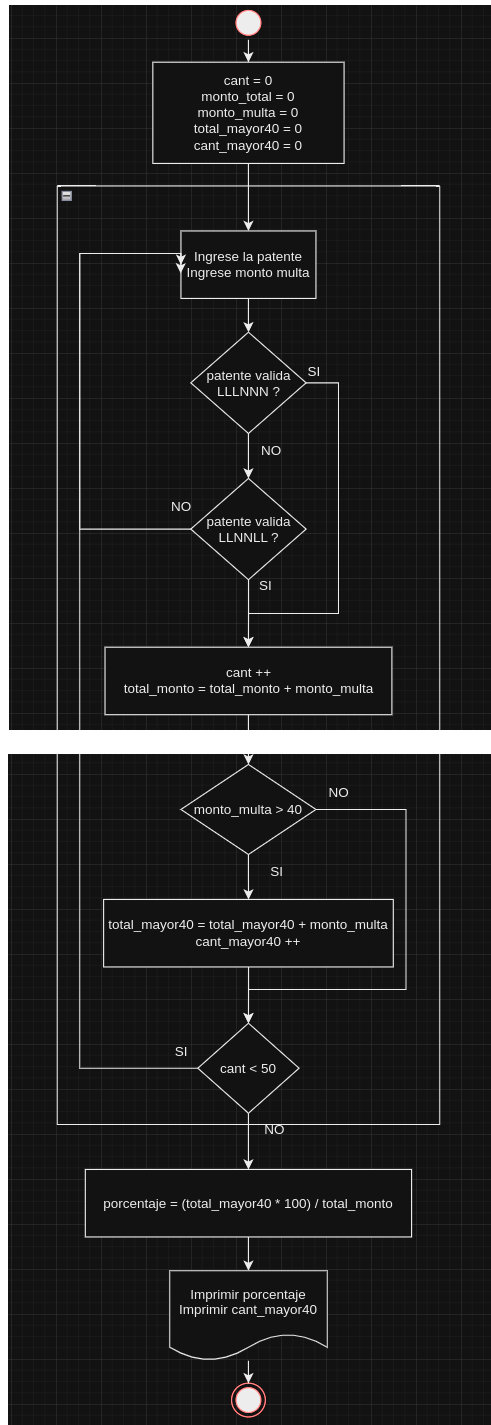 cant = 0
monto_total = 0
monto_multa = 0
total_mayor40 = 0
cant_mayor40 = 0
Ingrese la patente
Ingrese monto multa
patente valida
LLLNNN ?
SI
NO
patente valida
LLNNLL ?
NO
SI
cant ++
total_monto = total_monto + monto_multa
monto_multa > 40
NO
SI
total_mayor40 = total_mayor40 + monto_multa
cant_mayor40 ++
cant < 50
SI
NO
porcentaje = (total_mayor40 * 100) / total_monto
Imprimir porcentaje
Imprimir cant_mayor40